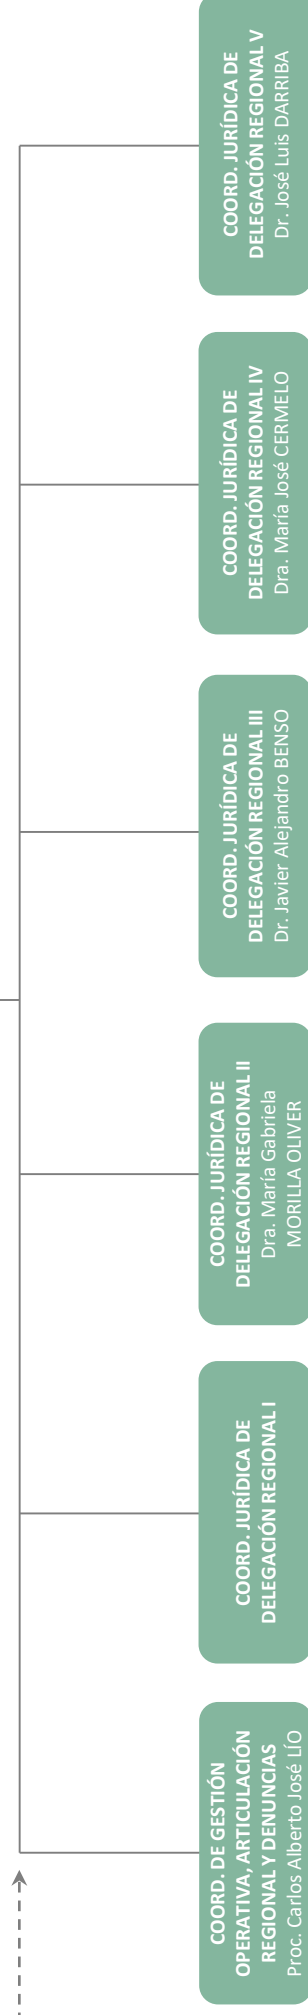 COORD. DE GESTIÓN
OPERATIVA, ARTICULACIÓN
REGIONAL Y DENUNCIAS
Proc. Carlos Alberto José LÍO
COORD. JURÍDICA DE
DELEGACIÓN REGIONAL I
COORD. JURÍDICA DE
DELEGACIÓN REGIONAL II
Dra. María Gabriela
MORILLA OLIVER
COORD. JURÍDICA DE
DELEGACIÓN REGIONAL III
Dr. Javier Alejandro BENSO
COORD. JURÍDICA DE
DELEGACIÓN REGIONAL IV
Dra. María José CERMELO
COORD. JURÍDICA DE
DELEGACIÓN REGIONAL V
Dr. José Luis DARRIBA